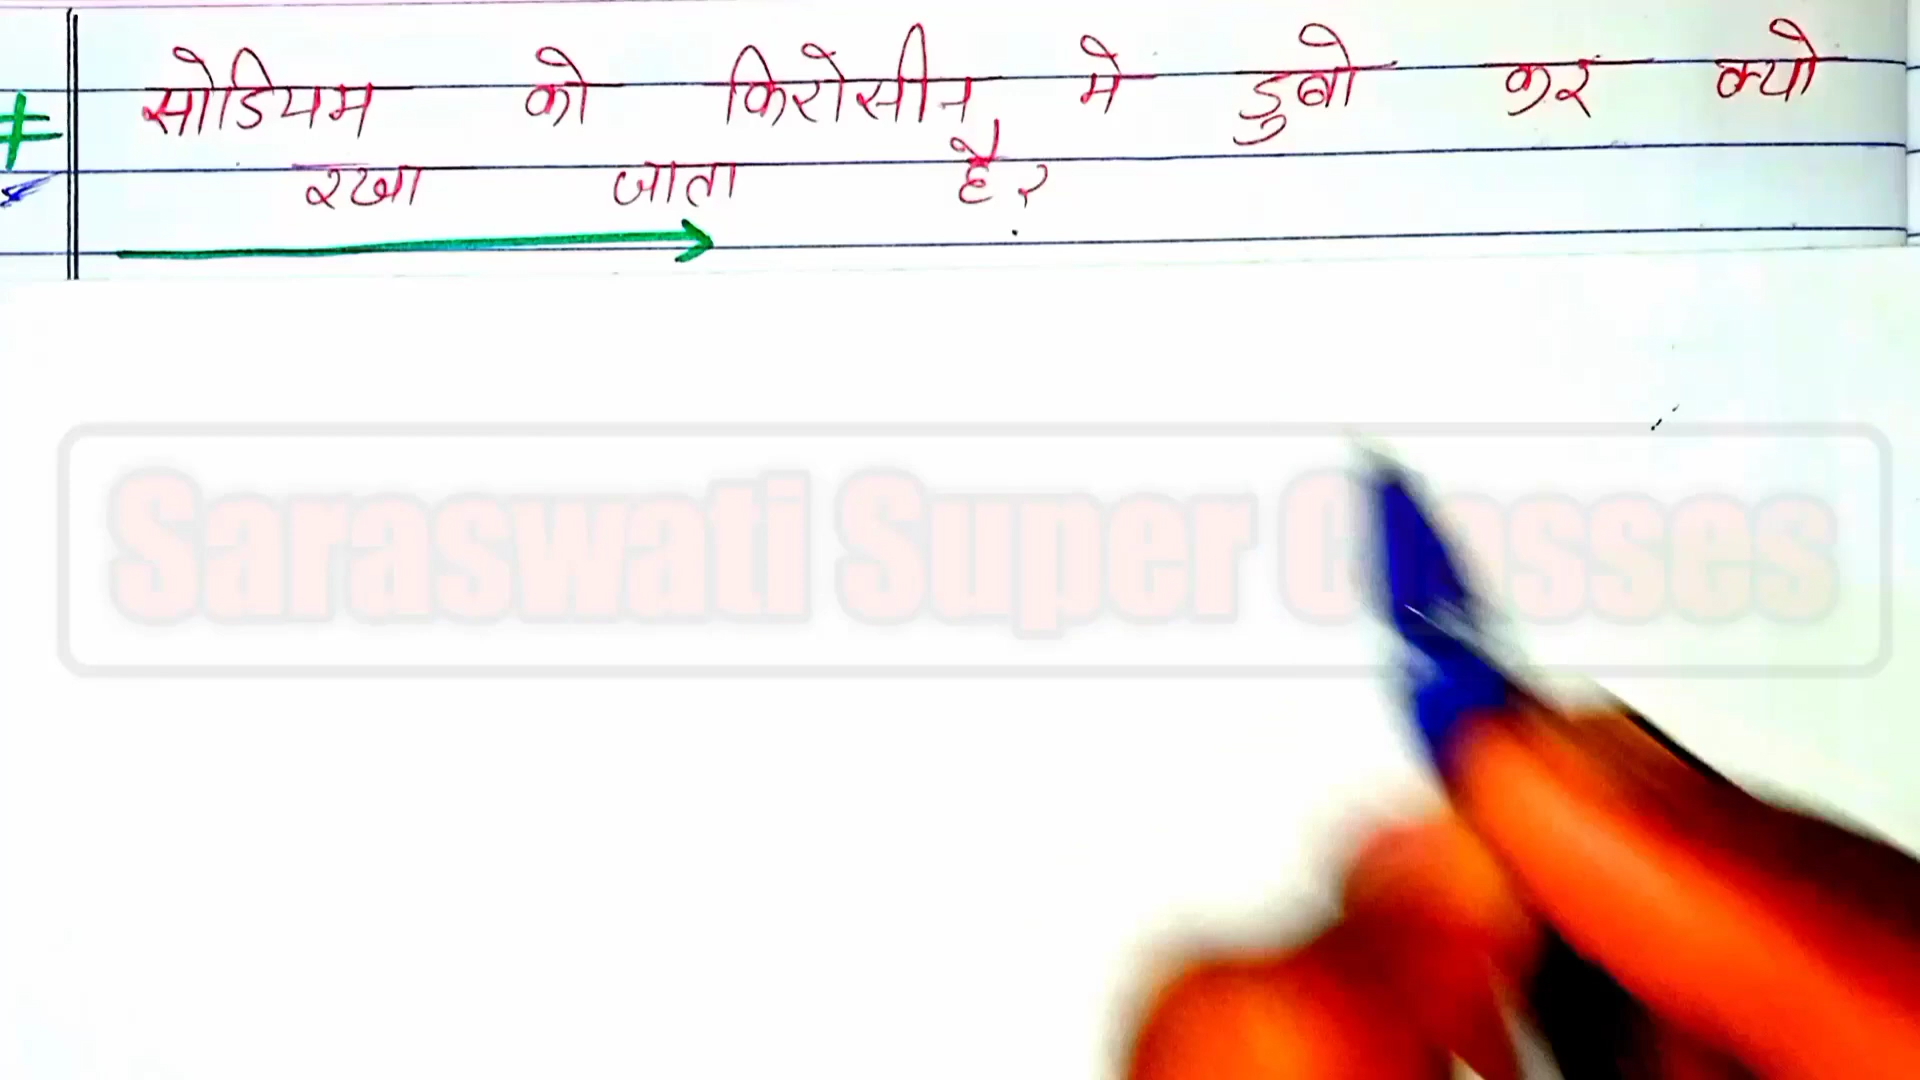 सोडियम को किरोसीन मे डुबो कर क्यो
रखा जाता है?
Saraswati Super Classes